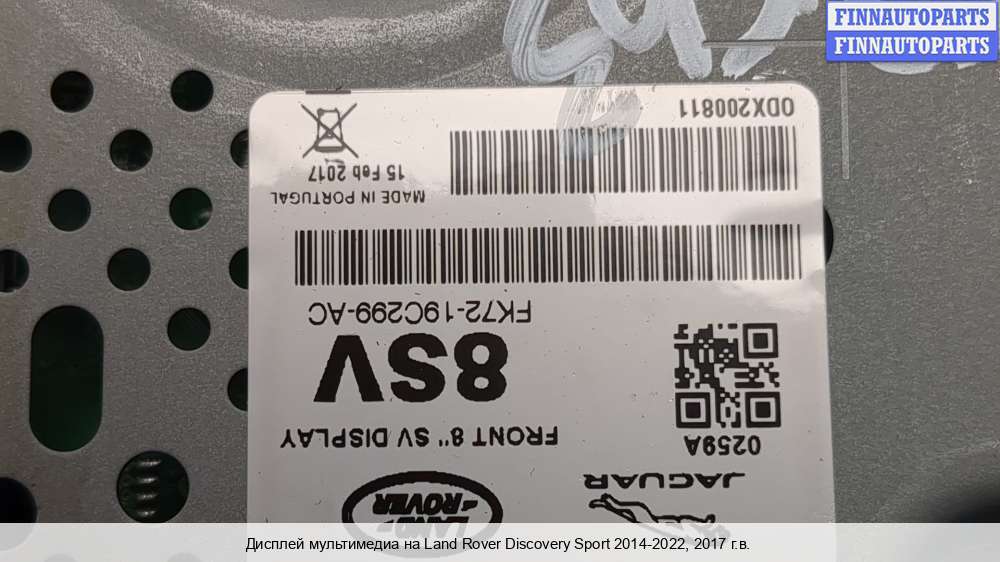 FINNAUTOPARTS
FINNAUTOPARTS
JAGUAR
LAND
ROVER
0259A
FRONT 8" SV DISPLAY
8SV
FK72-19C299-AC
MADE IN PORTUGAL
15 Feb 2017
ODX200811
Дисплей мультимедиа на Land Rover Discovery Sport 2014-2022, 2017 г.в.